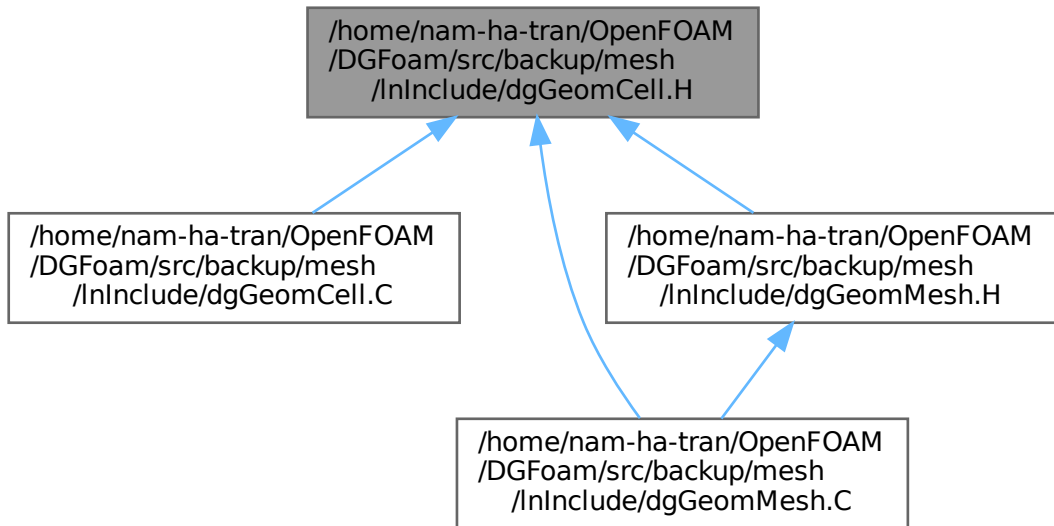 /home/nam-ha-tran/OpenFOAM
/DGFoam/src/backup/mesh
/lnInclude/dgGeomCell.H
/home/nam-ha-tran/OpenFOAM
/DGFoam/src/backup/mesh
/lnInclude/dgGeomCell.C
/home/nam-ha-tran/OpenFOAM
/DGFoam/src/backup/mesh
/lnInclude/dgGeomMesh.H
/home/nam-ha-tran/OpenFOAM
/DGFoam/src/backup/mesh
/lnInclude/dgGeomMesh.C